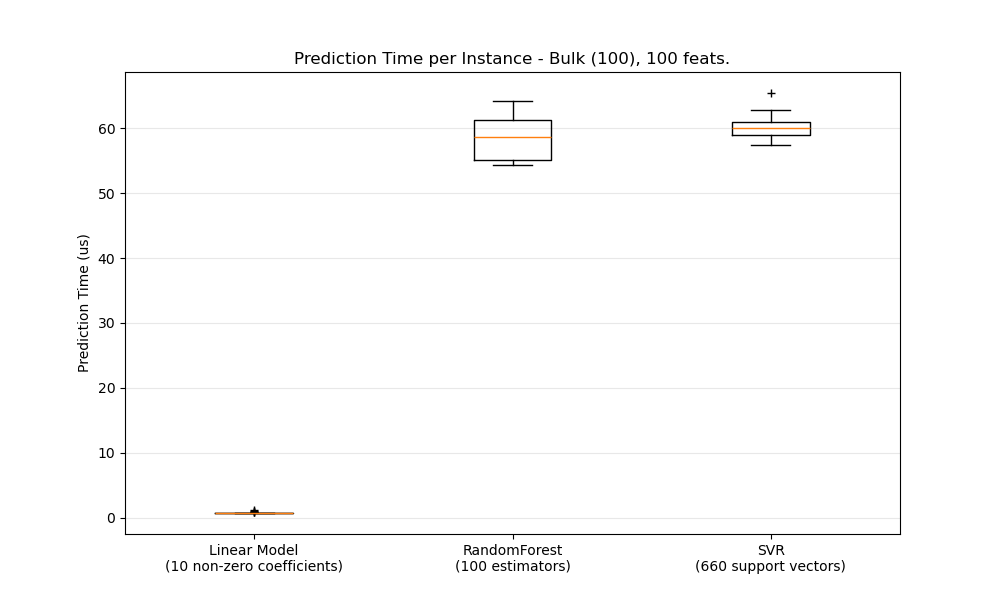 Prediction Time per Instance - Bulk (100), 100 feats.
Prediction Time (us)
60
50
40
30
20
10
0
Linear Model
(10 non-zero coefficients)
RandomForest
(100 estimators)
SVR
(660 support vectors)